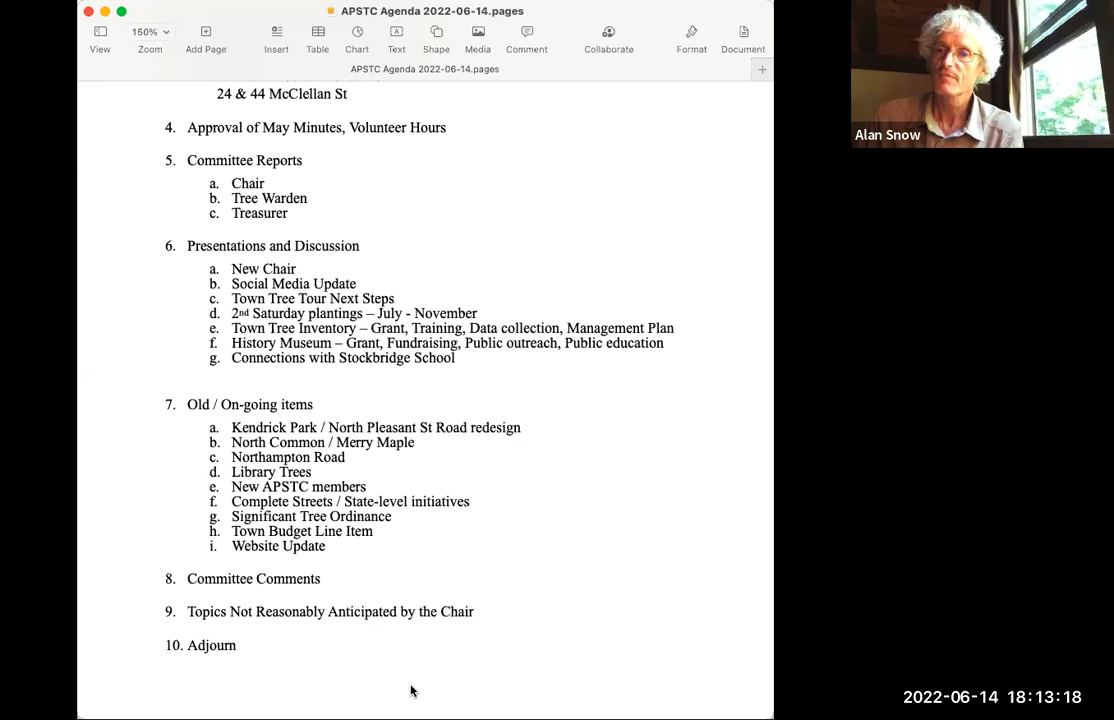 APSTC Agenda 2022-06-14.pages
150%
View
Zoom
Add Page
Insert
Table
Chart
Text
Shape
Media
Comment
Collaborate
Format
Document
APSTC Agenda 2022-06-14.pages
24 & 44 McClellan St
4. Approval of May Minutes, Volunteer Hours
5. Committee Reports
a. Chair
b. Tree Warden
c. Treasurer
6. Presentations and Discussion
a. New Chair
b. Social Media Update
c. Town Tree Tour Next Steps
d. 2nd Saturday plantings – July - November
e. Town Tree Inventory – Grant, Training, Data collection, Management Plan
f. History Museum – Grant, Fundraising, Public outreach, Public education
g. Connections with Stockbridge School
7. Old / On-going items
a. Kendrick Park / North Pleasant St Road redesign
b. North Common / Merry Maple
c. Northampton Road
d. Library Trees
e. New APSTC members
f. Complete Streets / State-level initiatives
g. Significant Tree Ordinance
h. Town Budget Line Item
i. Website Update
8. Committee Comments
9. Topics Not Reasonably Anticipated by the Chair
10. Adjourn
Alan Snow
2022-06-14 18:13:18